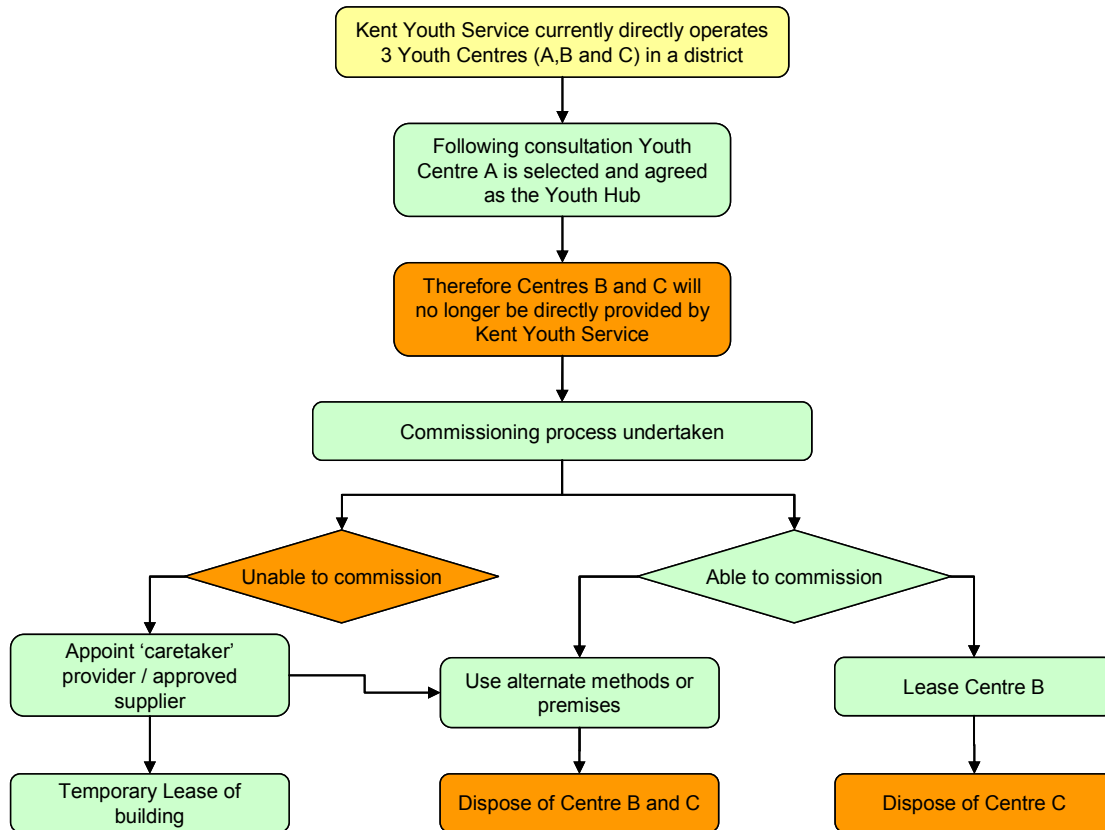 Kent Youth Service currently directly operates
3 Youth Centres (A,B and C) in a district
Following consultation Youth
Centre A is selected and agreed
as the Youth Hub
Therefore Centres B and C will
no longer be directly provided by
Kent Youth Service
Commissioning process undertaken
Unable to commission
Able to commission
Appoint ‘caretaker’
provider / approved
supplier
Use alternate methods or
premises
Lease Centre B
Temporary Lease of
building
Dispose of Centre B and C
Dispose of Centre C